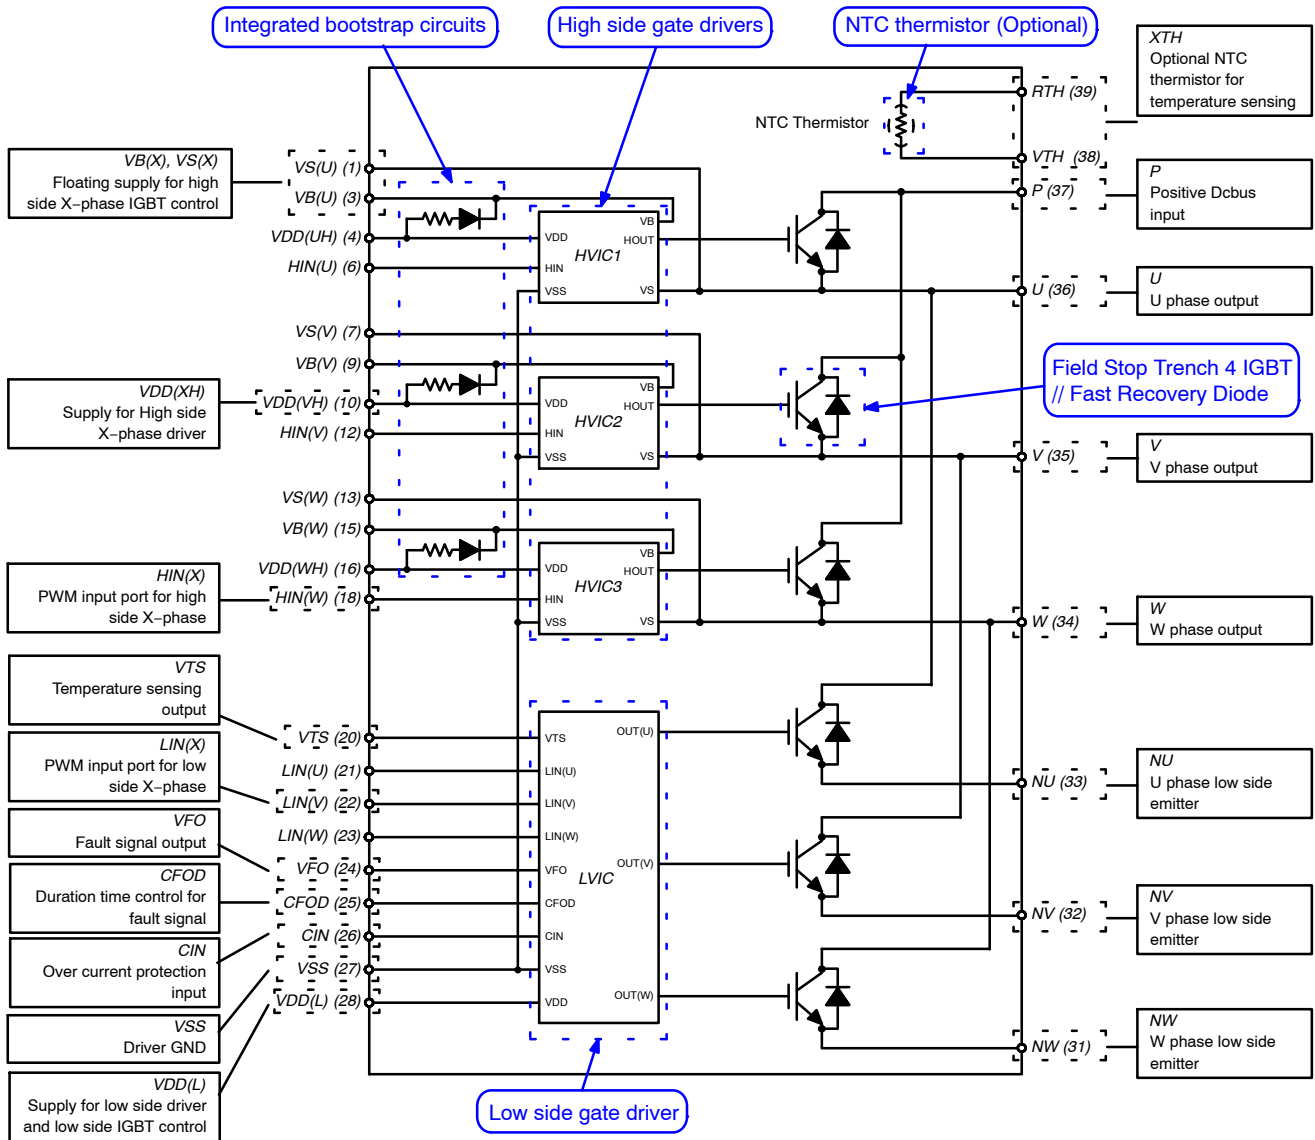 Integrated bootstrap circuits
High side gate drivers
NTC thermistor (Optional)
XTH
Optional NTC
thermistor for
temperature sensing
NTC Thermistor
RTH (39)
VTH (38)
VB(X), VS(X)
Floating supply for high
side X−phase IGBT control
VS(U) (1)
VB(U) (3)
VDD(UH) (4)
HIN(U) (6)
VB
VDD
HOUT
HVIC1
HIN
VSS
VS
P (37)
P
Positive Dcbus
input
U (36)
U
U phase output
VS(V) (7)
VB(V) (9)
VDD(VH) (10)
HIN(V) (12)
VDD(XH)
Supply for High side
X−phase driver
VB
VDD
HOUT
HVIC2
HIN
VSS
VS
Field Stop Trench 4 IGBT
// Fast Recovery Diode
V (35)
V
V phase output
VS(W) (13)
VB(W) (15)
VDD(WH) (16)
HIN(W) (18)
HIN(X)
PWM input port for high
side X−phase
VB
VDD
HOUT
HVIC3
HIN
VSS
VS
W (34)
W
W phase output
VTS
Temperature sensing
output
LIN(X)
PWM input port for low
side X−phase
VFO
Fault signal output
CFOD
Duration time control for
fault signal
CIN
Over current protection
input
VSS
Driver GND
VDD(L)
Supply for low side driver
and low side IGBT control
VTS (20)
LIN(U) (21)
LIN(V) (22)
LIN(W) (23)
VFO (24)
CFOD (25)
CIN (26)
VSS (27)
VDD(L) (28)
VTS
LIN(U)
LIN(V)
LIN(W)
VFO
CFOD
CIN
VSS
VDD
LVIC
OUT(U)
OUT(V)
OUT(W)
NU (33)
NU
U phase low side
emitter
NV (32)
NV
V phase low side
emitter
NW (31)
NW
W phase low side
emitter
Low side gate driver